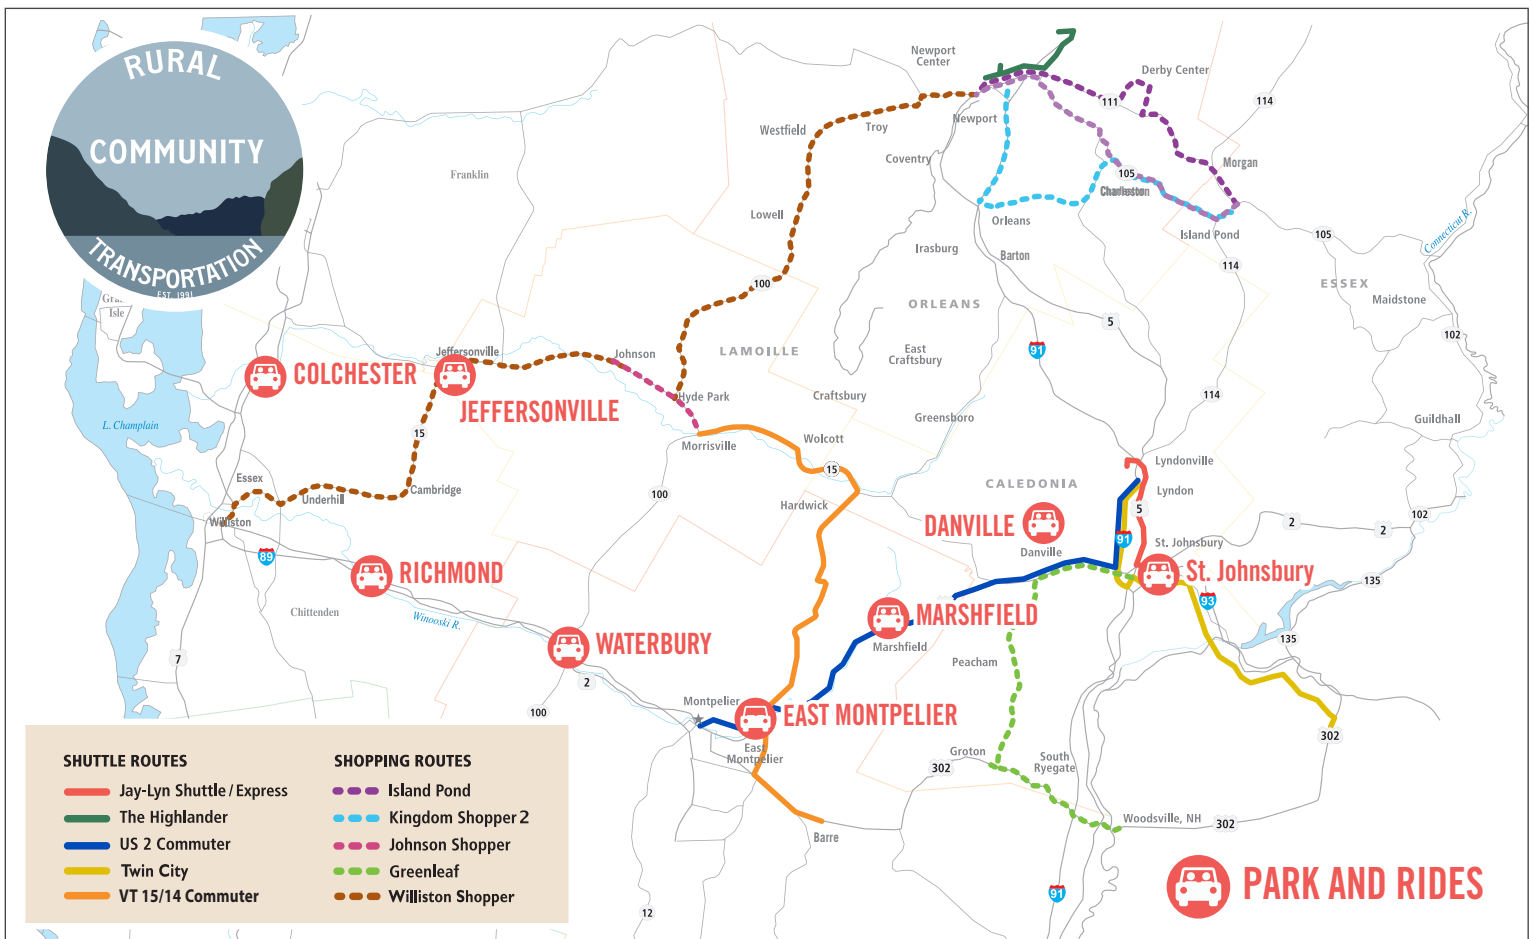 RURAL
COMMUNITY
TRANSPORTATION
EST. 1991
Newport
Center
Derby Center
111
114
Newport
Westfield
Troy
Coventry
Morgan
Franklin
105
Charleston
Lowell
Orleans
Island Pond
105
Connecticut R.
Irasburg
Barton
114
100
ESSEX
Maidstone
ORLEANS
Isle
5
102
LAMOILLE
East
Craftsbury
91
Jeffersonville
Johnson
COLCHESTER
JEFFERSONVILLE
Hyde Park
Craftsbury
114
Greensboro
Guildhall
L. Champlain
15
Morrisville
Wolcott
15
Lyndonville
Essex
Cambridge
Underhill
100
Hardwick
CALEDONIA
Lyndon
5
102
Williston
DANVILLE
2
2
89
91
Danville
St. Johnsbury
RICHMOND
St. Johnsbury
135
93
Chittenden
Winooski R.
MARSHFIELD
Marshfield
135
WATERBURY
7
2
Peacham
100
Montpelier
EAST MONTPELIER
302
East
Montpelier
Groton
South
Ryegate
302
Woodsville, NH
302
Barre
91
12
SHUTTLE ROUTES
Jay-Lyn Shuttle / Express
The Highlander
US 2 Commuter
Twin City
VT 15/14 Commuter
SHOPPING ROUTES
Island Pond
Kingdom Shopper 2
Johnson Shopper
Greenleaf
Williston Shopper
PARK AND RIDES